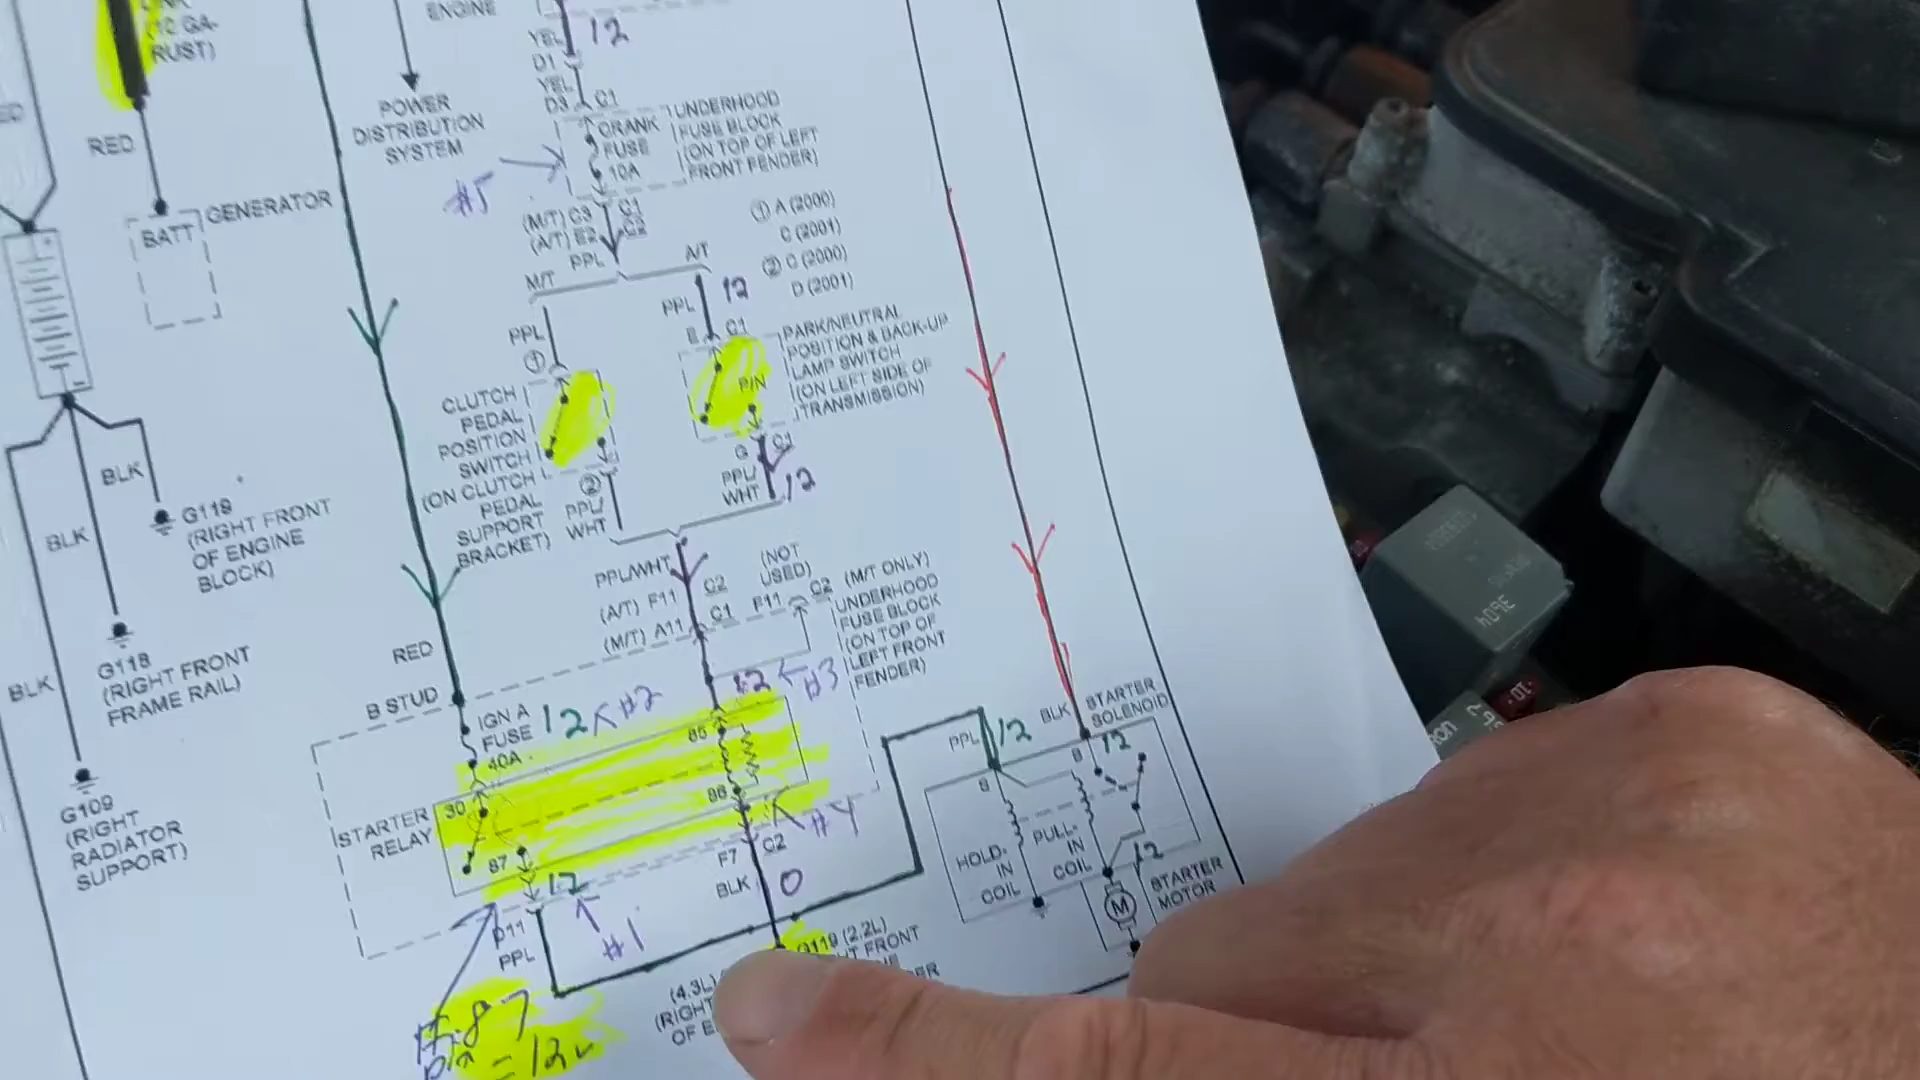 ENGINE
(12 GA-
RUST)
YEL
12
D1
YEL
D3
C1
RED
POWER
DISTRIBUTION
SYSTEM
CRANK
FUSE
10A
UNDERHOOD
FUSE BLOCK
(ON TOP OF LEFT
FRONT FENDER)
#5
BATT
GENERATOR
(M/T) C3
C1
(A/T) E2
C2
PPL
M/T
A/T
① A (2000)
C (2001)
② C (2000)
D (2001)
PPL
①
PPL
12
E
C1
P/N
PARK/NEUTRAL
POSITION & BACK-UP
LAMP SWITCH
(ON LEFT SIDE OF
TRANSMISSION)
CLUTCH
PEDAL
POSITION
SWITCH
(ON CLUTCH
PEDAL
SUPPORT
BRACKET)
②
PPL/
WHT
G
C1
PPL/
WHT
12
BLK
BLK
BLK
G119
(RIGHT FRONT
OF ENGINE
BLOCK)
G118
(RIGHT FRONT
FRAME RAIL)
G109
(RIGHT
RADIATOR
SUPPORT)
PPL/WHT
(A/T) F11
C2
(M/T) A11
C1
(NOT
USED)
F11
C2
(M/T ONLY)
UNDERHOOD
FUSE BLOCK
(ON TOP OF
LEFT FRONT
FENDER)
RED
B STUD
IGN A
FUSE
40A
12
#2
12
#3
85
86
30
87
STARTER
RELAY
#4
F7
C2
BLK
0
12
#1
D11
PPL
PPL
12
BLK
STARTER
SOLENOID
S
B
12
HOLD-
IN
COIL
PULL-
IN
COIL
12
M
STARTER
MOTOR
G119 (2.2L)
(4.3L)
(RIGHT
87
= 12v